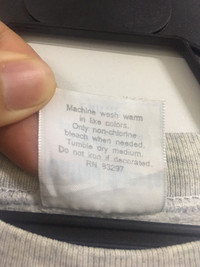 Machine wash warm
in like colors.
Only non-chlorine
bleach when needed.
Tumble dry medium.
Do not iron if decorated.
RN 43297